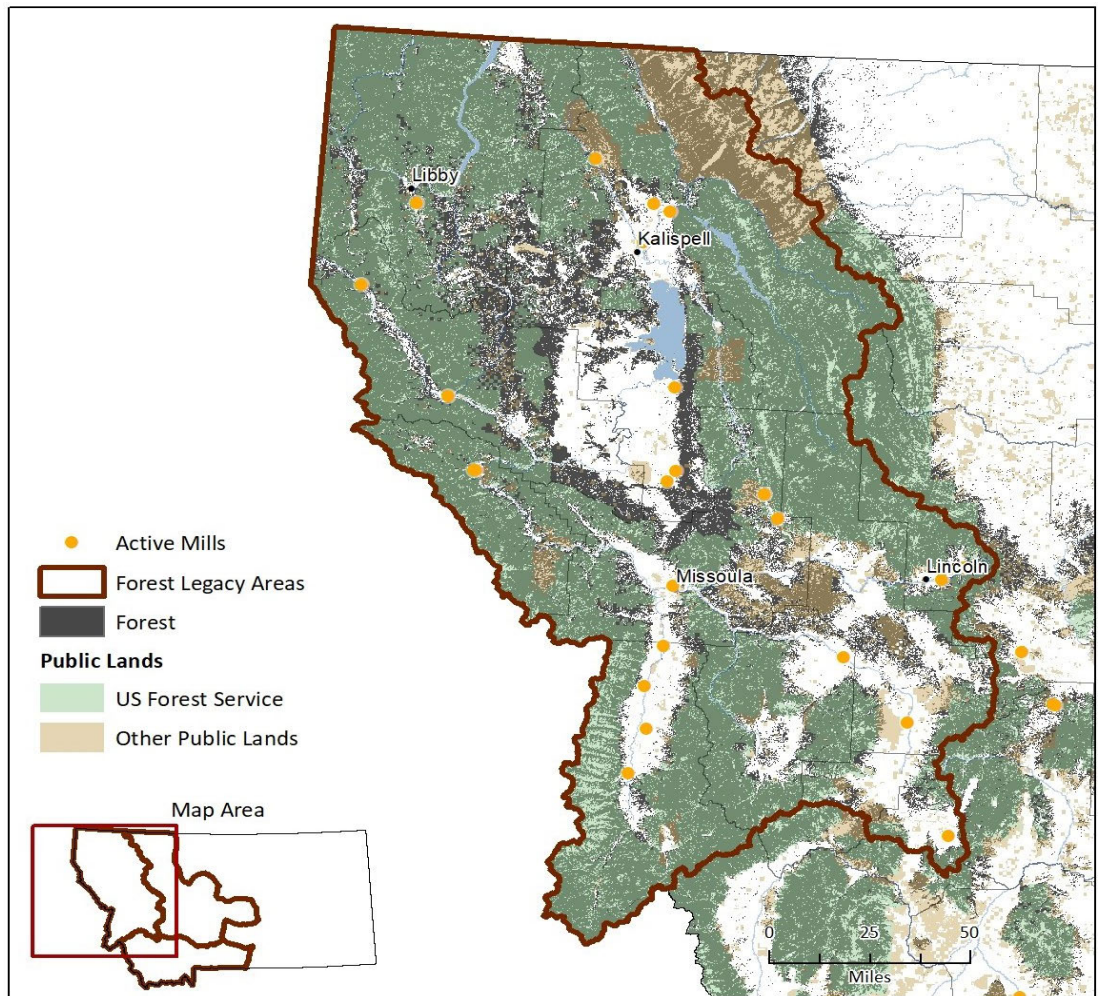 Libby
Kalispell
Missoula
Lincoln
Active Mills
Forest Legacy Areas
Forest
Public Lands
US Forest Service
Other Public Lands
Map Area
0 25 50
Miles